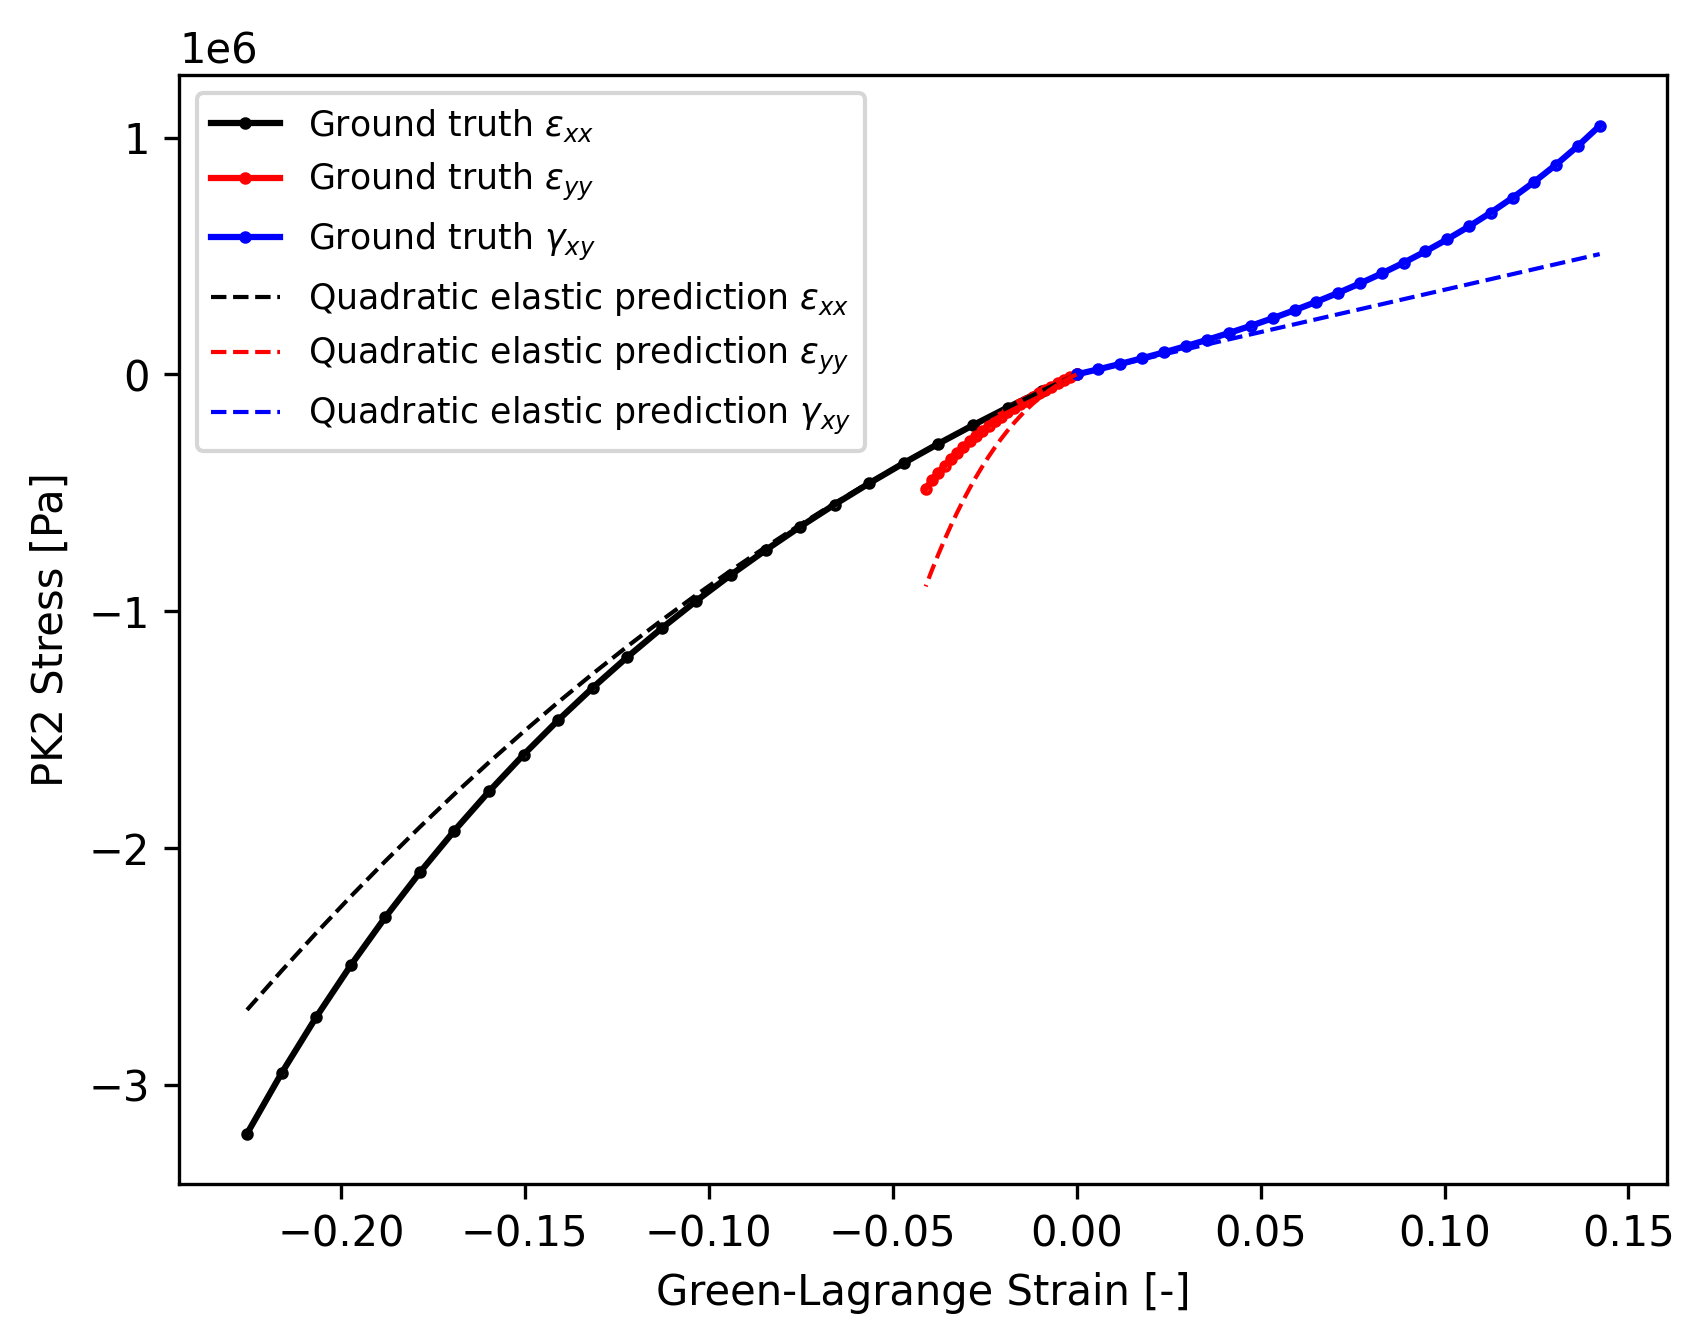 1e6
Ground truth εxx
Ground truth εyy
Ground truth γxy
Quadratic elastic prediction εxx
Quadratic elastic prediction εyy
Quadratic elastic prediction γxy
1
0
−1
−2
−3
PK2 Stress [Pa]
−0.20 −0.15 −0.10 −0.05 0.00 0.05 0.10 0.15
Green-Lagrange Strain [-]